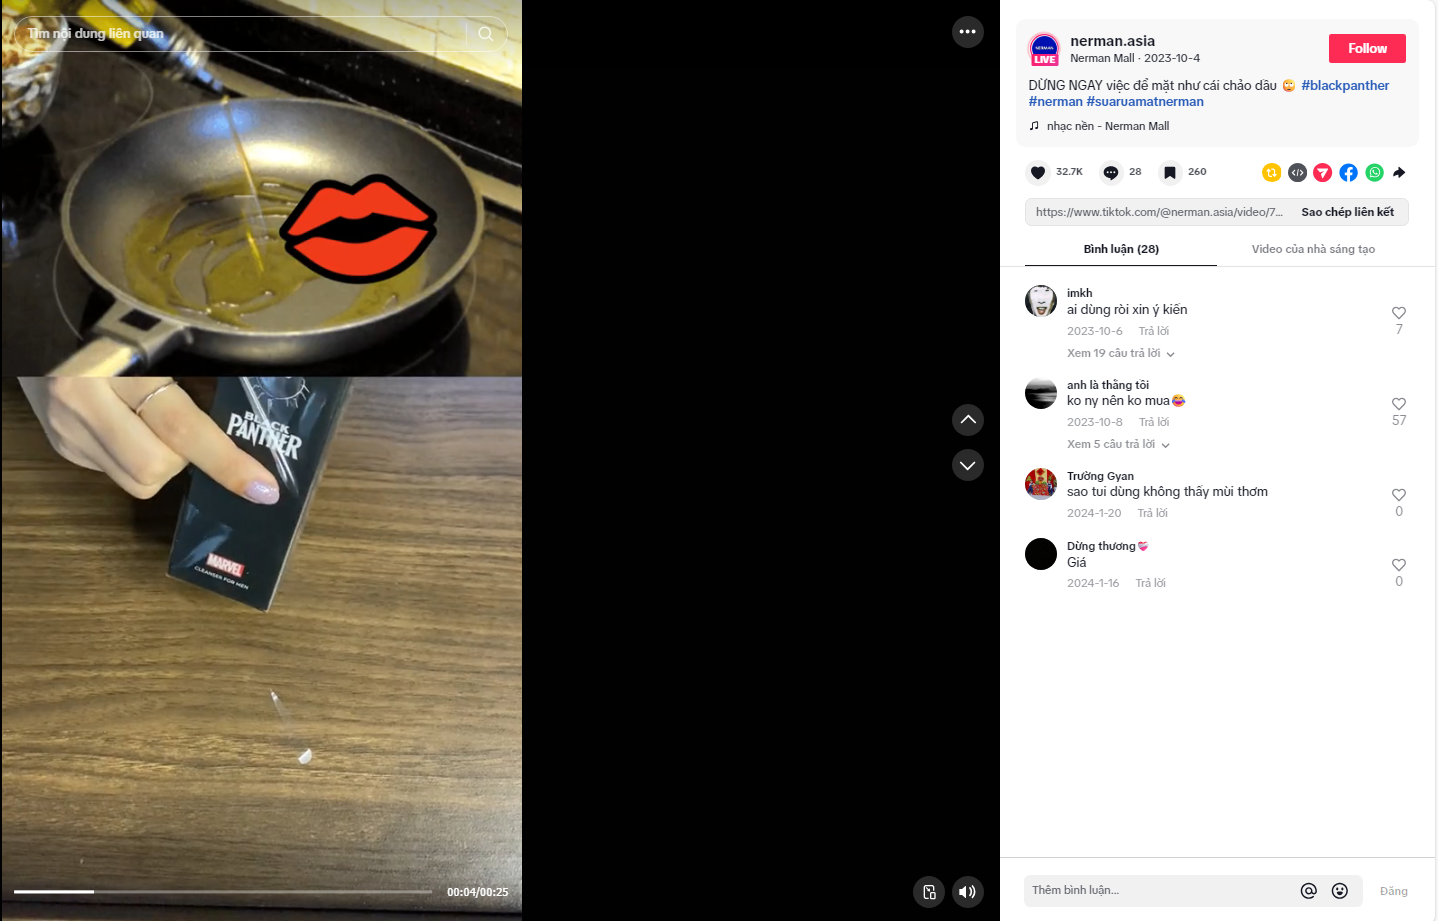 Tìm nội dung liên quan
BLACK
PANTHER
MARVEL
CLEANSER FOR MEN
00:04/00:25
NERMAN
LIVE
nerman.asia
Nerman Mall · 2023-10-4
Follow
DỪNG NGAY việc để mặt như cái chảo dầu 🙄 #blackpanther
#nerman #suaruamatnerman
nhạc nền - Nerman Mall
32.7K
28
260
https://www.tiktok.com/@nerman.asia/video/7...
Sao chép liên kết
Bình luận (28)
Video của nhà sáng tạo
imkh
ai dùng ròi xin ý kiến
2023-10-6 Trả lời
7
Xem 19 câu trả lời
anh là thằng tôi
ko ny nên ko mua😂
2023-10-8 Trả lời
57
Xem 5 câu trả lời
Trường Gyan
sao tui dùng không thấy mùi thơm
2024-1-20 Trả lời
0
Dừng thương💝
Giá
2024-1-16 Trả lời
0
Thêm bình luận...
Đăng